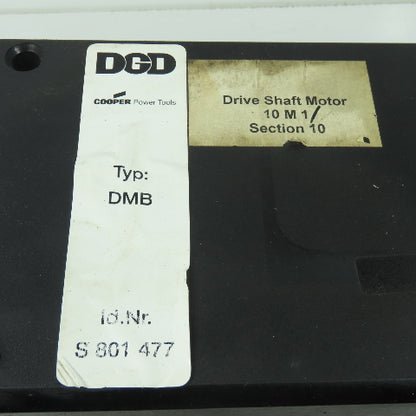 DGD
COOPER Power Tools
Typ:
DMB
Id.Nr.
S 801 477
Drive Shaft Motor
10 M 1/
Section 10